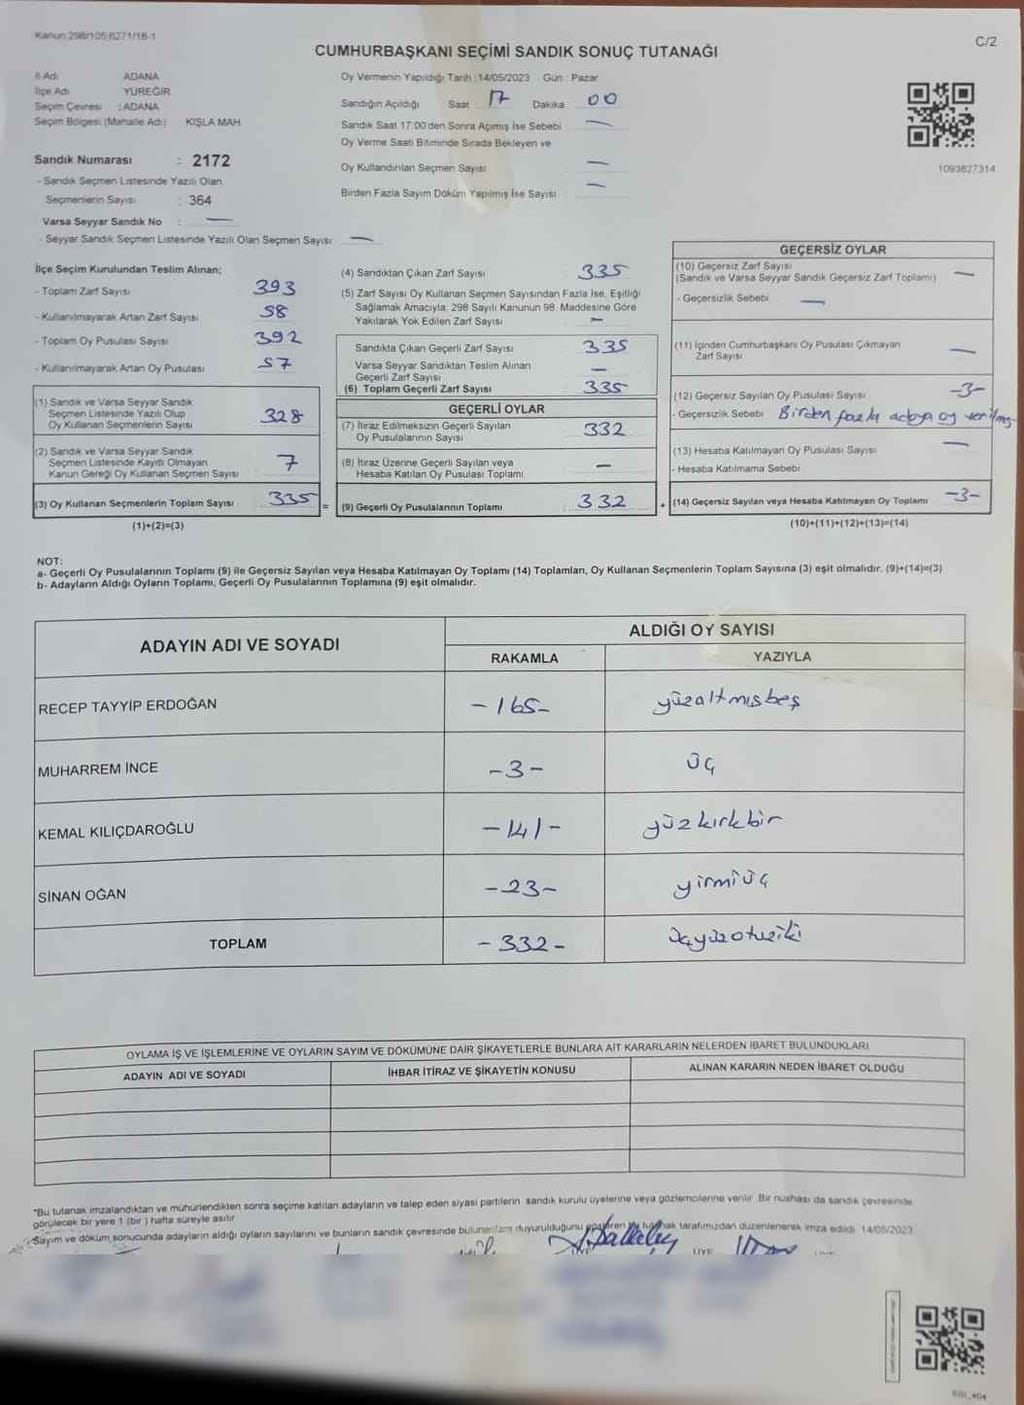 Kanun 298/105-6271/18-1
C/2
CUMHURBAŞKANI SEÇİMİ SANDIK SONUÇ TUTANAĞI
İl Adı ADANA
İlçe Adı YÜREĞİR
Seçim Çevresi : ADANA
Seçim Bölgesi (Mahalle Adı) KIŞLA MAH
Sandık Numarası : 2172
- Sandık Seçmen Listesinde Yazılı Olan
Seçmenlerin Sayısı : 364
Varsa Seyyar Sandık No : —
- Seyyar Sandık Seçmen Listesinde Yazılı Olan Seçmen Sayısı: —
Oy Vermenin Yapıldığı Tarih :14/05/2023 Gün : Pazar
Sandığın Açıldığı Saat 17 Dakika 00
Sandık Saat 17:00'den Sonra Açımış İse Sebebi —
Oy Verme Saati Bitiminde Sırada Bekleyen ve
Oy Kullandırılan Seçmen Sayısı —
Birden Fazla Sayım Döküm Yapılmış İse Sayısı —
1093827314
İlçe Seçim Kurulundan Teslim Alınan;
- Toplam Zarf Sayısı 393
- Kullanılmayarak Artan Zarf Sayısı 58
- Toplam Oy Pusulası Sayısı 392
- Kullanılmayarak Artan Oy Pusulası 57
(1) Sandık ve Varsa Seyyar Sandık
Seçmen Listesinde Yazılı Olup
Oy Kullanan Seçmenlerin Sayısı 328
(2) Sandık ve Varsa Seyyar Sandık
Seçmen Listesinde Kayıtlı Olmayan
Kanun Gereği Oy Kullanan Seçmen Sayısı 7
(3) Oy Kullanan Seçmenlerin Toplam Sayısı 335 =
(1)+(2)=(3)
(4) Sandıktan Çıkan Zarf Sayısı 335
(5) Zarf Sayısı Oy Kullanan Seçmen Sayısından Fazla İse, Eşitliği
Sağlamak Amacıyla, 298 Sayılı Kanunun 98. Maddesine Göre
Yakılarak Yok Edilen Zarf Sayısı —
Sandıkta Çıkan Geçerli Zarf Sayısı 335
Varsa Seyyar Sandıktan Teslim Alınan
Geçerli Zarf Sayısı —
(6) Toplam Geçerli Zarf Sayısı 335
GEÇERLİ OYLAR
(7) İtiraz Edilmeksizin Geçerli Sayılan
Oy Pusulalarının Sayısı 332
(8) İtiraz Üzerine Geçerli Sayılan veya
Hesaba Katılan Oy Pusulası Toplamı —
(9) Geçerli Oy Pusulalarının Toplamı 332 +
GEÇERSİZ OYLAR
(10) Geçersiz Zarf Sayısı
(Sandık ve Varsa Seyyar Sandık Geçersiz Zarf Toplamı) —
- Geçersizlik Sebebi —
(11) İçinden Cumhurbaşkanı Oy Pusulası Çıkmayan
Zarf Sayısı —
(12) Geçersiz Sayılan Oy Pusulası Sayısı -3-
- Geçersizlik Sebebi Birden fazla adaya oy verilmiş
(13) Hesaba Katılmayan Oy Pusulası Sayısı —
- Hesaba Katılmama Sebebi
(14) Geçersiz Sayılan veya Hesaba Katılmayan Oy Toplamı -3-
(10)+(11)+(12)+(13)=(14)
NOT:
a- Geçerli Oy Pusulalarının Toplamı (9) ile Geçersiz Sayılan veya Hesaba Katılmayan Oy Toplamı (14) Toplamları, Oy Kullanan Seçmenlerin Toplam Sayısına (3) eşit olmalıdır. (9)+(14)=(3)
b- Adayların Aldığı Oyların Toplamı, Geçerli Oy Pusulalarının Toplamına (9) eşit olmalıdır.
ADAYIN ADI VE SOYADI ALDIĞI OY SAYISI
RAKAMLA YAZIYLA
RECEP TAYYİP ERDOĞAN -165- yüzaltmışbeş
MUHARREM İNCE -3- üç
KEMAL KILIÇDAROĞLU -141- yüzkırkbir
SİNAN OĞAN -23- yirmiüç
TOPLAM -332- üçyüzotuziki
OYLAMA İŞ VE İŞLEMLERİNE VE OYLARIN SAYIM VE DÖKÜMÜNE DAİR ŞİKAYETLERLE BUNLARA AİT KARARLARIN NELERDEN İBARET BULUNDUKLARI
ADAYIN ADI VE SOYADI İHBAR İTİRAZ VE ŞİKAYETİN KONUSU ALINAN KARARIN NEDEN İBARET OLDUĞU
*Bu tutanak imzalandıktan ve mühürlendikten sonra seçime katılan adayların ve talep eden siyasi partilerin sandık kurulu üyelerine veya gözlemcilerine verilir. Bir nüshası da sandık çevresinde
görülecek bir yere 1 (bir) hafta süreyle asılır.
Sayım ve döküm sonucunda adayların aldığı oyların sayılarını ve bunların sandık çevresinde duyurulduğunu tarafımızdan düzenlenerek imza edildi. 14/05/2023
ÜYE